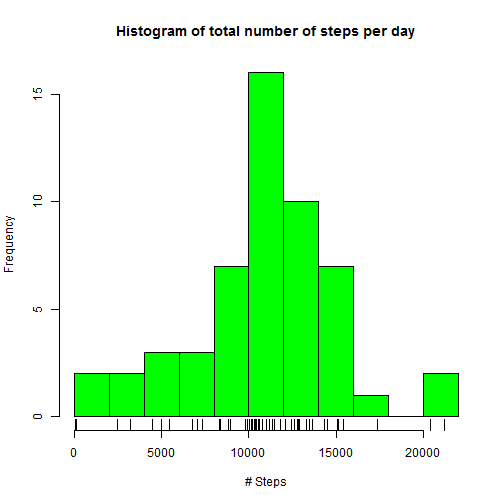 Histogram of total number of steps per day
Frequency
15
10
5
0
0 5000 10000 15000 20000
# Steps